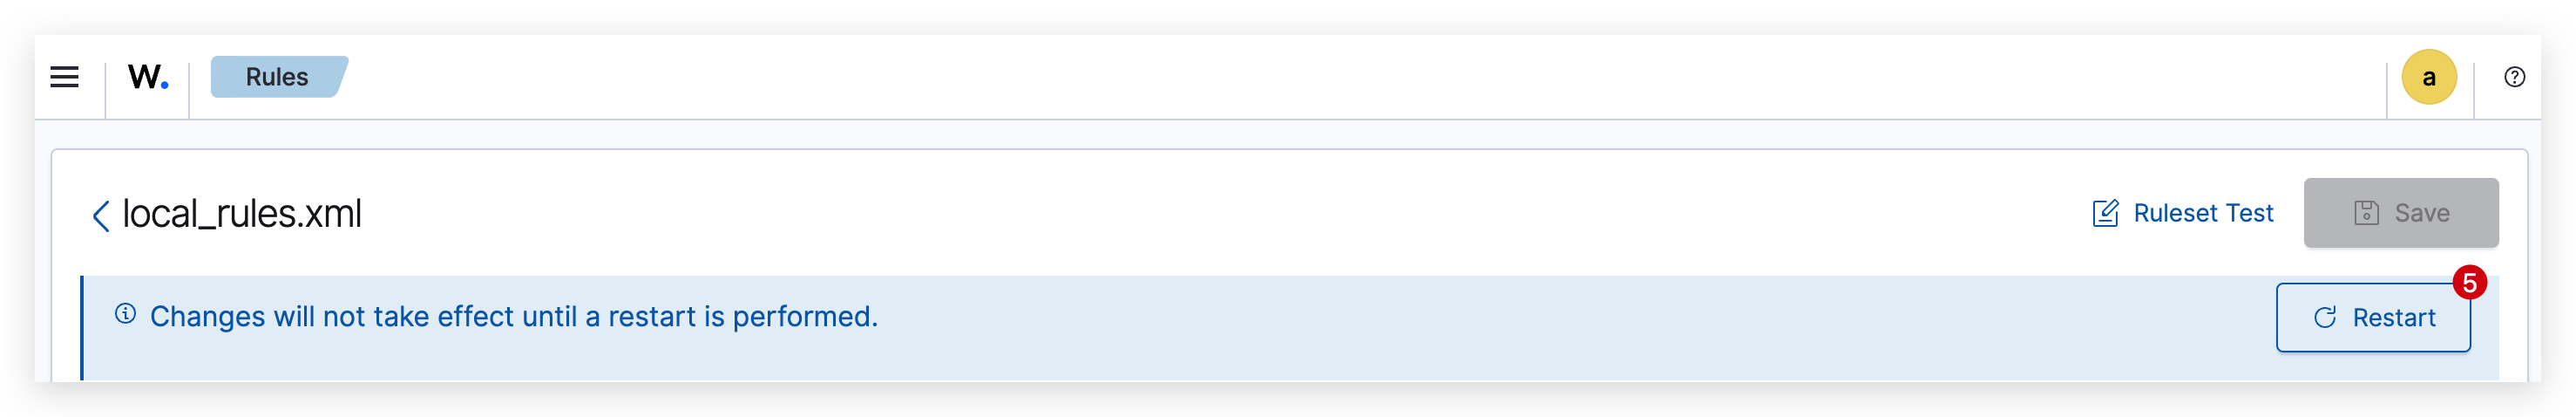 W. Rules a ?
local_rules.xml Ruleset Test Save
5
Changes will not take effect until a restart is performed. Restart